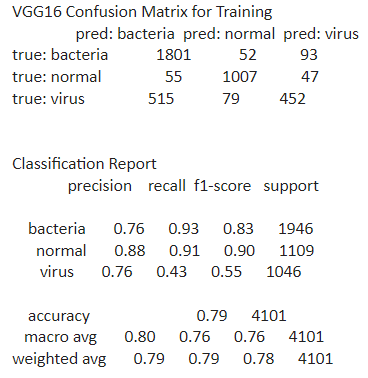 VGG16 Confusion Matrix for Training
pred: bacteria pred: normal pred: virus
true: bacteria 1801 52 93
true: normal 55 1007 47
true: virus 515 79 452
Classification Report
precision recall f1-score support
bacteria 0.76 0.93 0.83 1946
normal 0.88 0.91 0.90 1109
virus 0.76 0.43 0.55 1046
accuracy 0.79 4101
macro avg 0.80 0.76 0.76 4101
weighted avg 0.79 0.79 0.78 4101